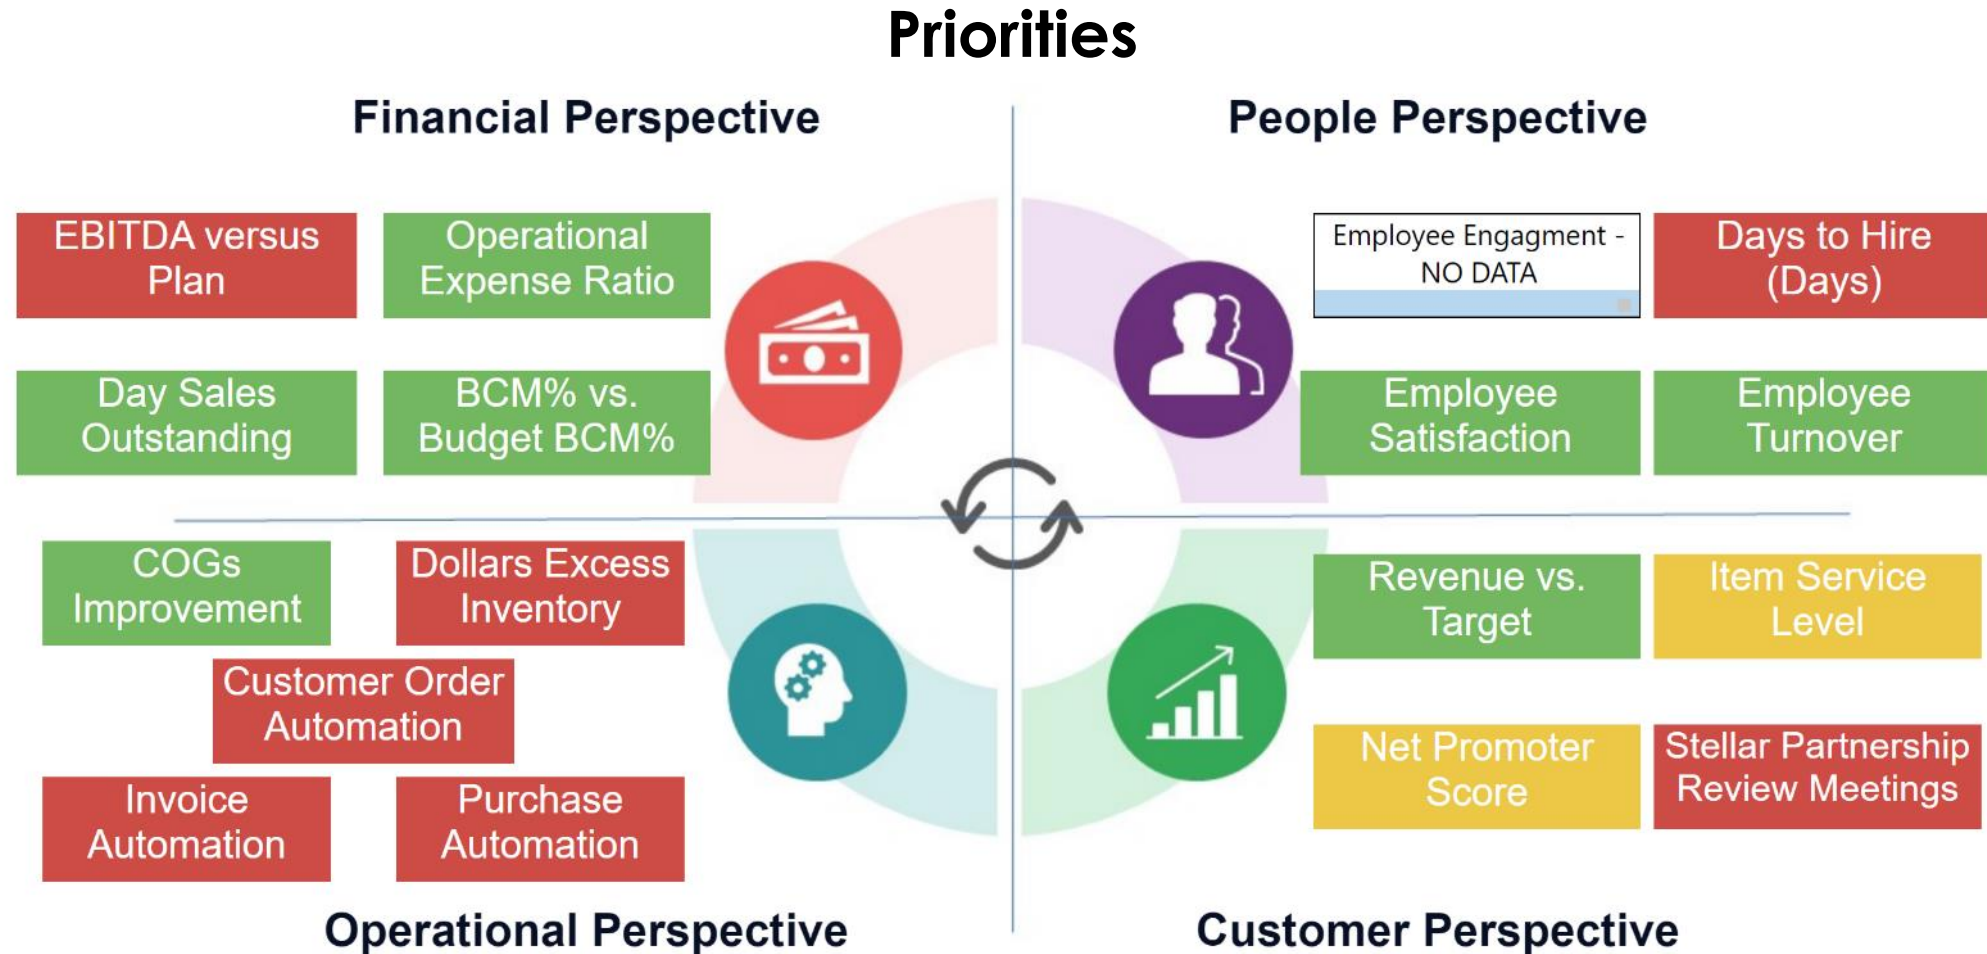 Priorities
Financial Perspective
EBITDA versus
Plan
Operational
Expense Ratio
Day Sales
Outstanding
BCM% vs.
Budget BCM%
People Perspective
Employee Engagment -
NO DATA
Days to Hire
(Days)
Employee
Satisfaction
Employee
Turnover
COGs
Improvement
Dollars Excess
Inventory
Customer Order
Automation
Invoice
Automation
Purchase
Automation
Operational Perspective
Revenue vs.
Target
Item Service
Level
Net Promoter
Score
Stellar Partnership
Review Meetings
Customer Perspective